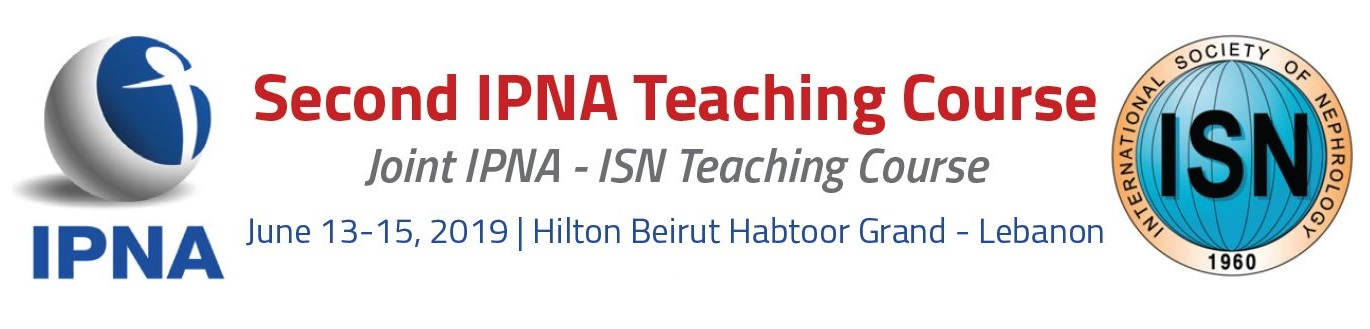 Second IPNA Teaching Course
Joint IPNA - ISN Teaching Course
June 13-15, 2019 | Hilton Beirut Habtoor Grand - Lebanon
IPNA
INTERNATIONAL SOCIETY OF NEPHROLOGY
ISN
1960